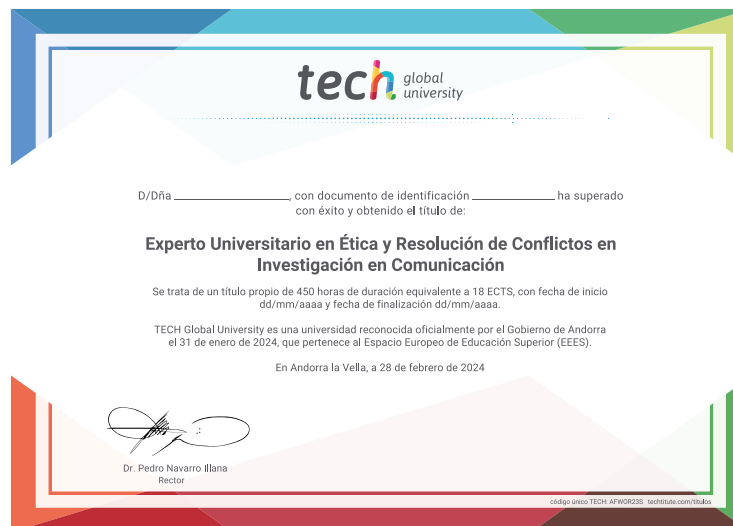 tech global
university
D/Dña ______________, con documento de identificación ____________ ha superado
con éxito y obtenido el título de:
Experto Universitario en Ética y Resolución de Conflictos en
Investigación en Comunicación
Se trata de un título propio de 450 horas de duración equivalente a 18 ECTS, con fecha de inicio
dd/mm/aaaa y fecha de finalización dd/mm/aaaa.
TECH Global University es una universidad reconocida oficialmente por el Gobierno de Andorra
el 31 de enero de 2024, que pertenece al Espacio Europeo de Educación Superior (EEES).
En Andorra la Vella, a 28 de febrero de 2024
Dr. Pedro Navarro Illana
Rector
código único TECH: AFWOR23S techtitute.com/titulos